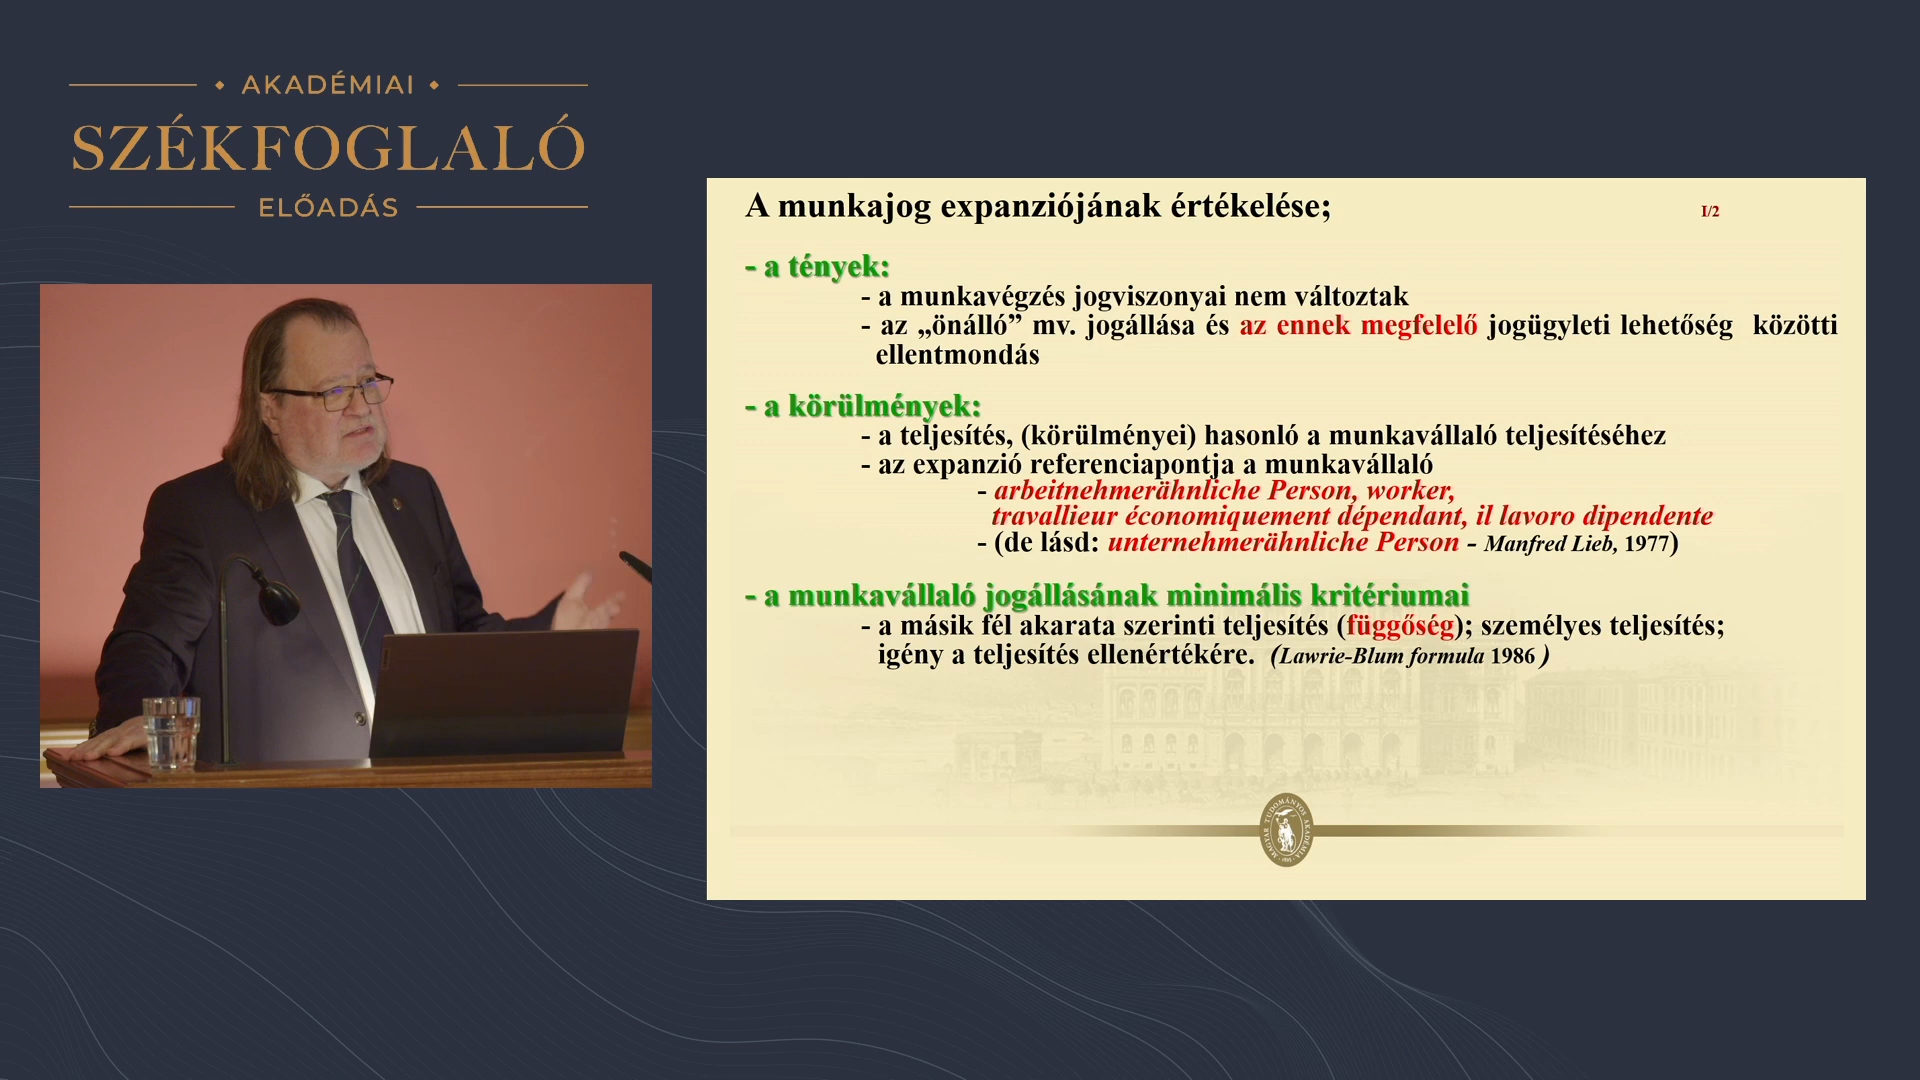 AKADÉMIAI
SZÉKFOGLALÓ
ELŐADÁS
A munkajog expanziójának értékelése;
I/2
- a tények:
- a munkavégzés jogviszonyai nem változtak
- az „önálló” mv. jogállása és az ennek megfelelő jogügyleti lehetőség közötti
ellentmondás
- a körülmények:
- a teljesítés, (körülményei) hasonló a munkavállaló teljesítéséhez
- az expanzió referenciapontja a munkavállaló
- arbeitnehmerähnliche Person, worker,
travallieur économiquement dépendant, il lavoro dipendente
- (de lásd: unternehmerähnliche Person - Manfred Lieb, 1977)
- a munkavállaló jogállásának minimális kritériumai
- a másik fél akarata szerinti teljesítés (függőség); személyes teljesítés;
igény a teljesítés ellenértékére. (Lawrie-Blum formula 1986 )
MAGYAR TUDOMÁNYOS AKADÉMIA